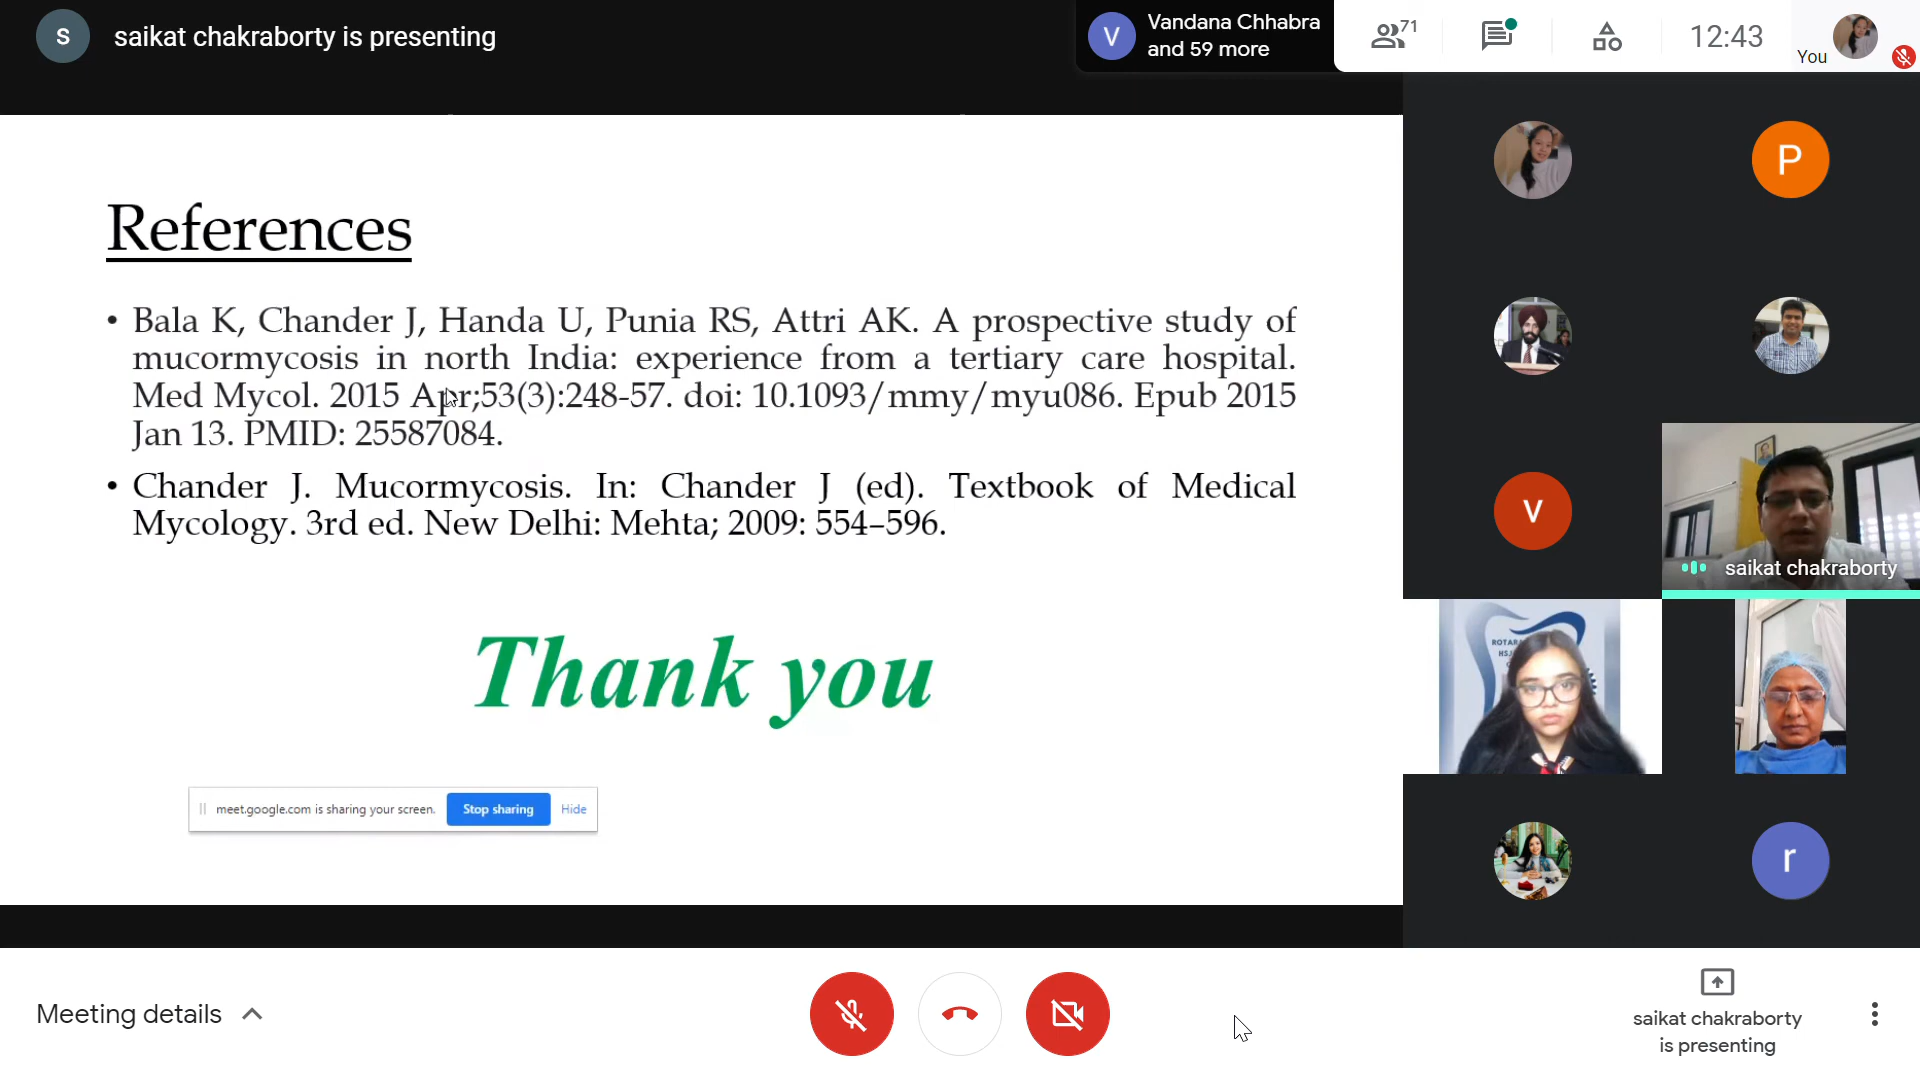 S
saikat chakraborty is presenting
V
Vandana Chhabra
and 59 more
71
12:43
You
References
• Bala K, Chander J, Handa U, Punia RS, Attri AK. A prospective study of
mucormycosis in north India: experience from a tertiary care hospital.
Med Mycol. 2015 Apr;53(3):248-57. doi: 10.1093/mmy/myu086. Epub 2015
Jan 13. PMID: 25587084.
• Chander J. Mucormycosis. In: Chander J (ed). Textbook of Medical
Mycology. 3rd ed. New Delhi: Mehta; 2009: 554–596.
Thank you
meet.google.com is sharing your screen.
Stop sharing
Hide
P
V
saikat chakraborty
r
Meeting details
saikat chakraborty
is presenting